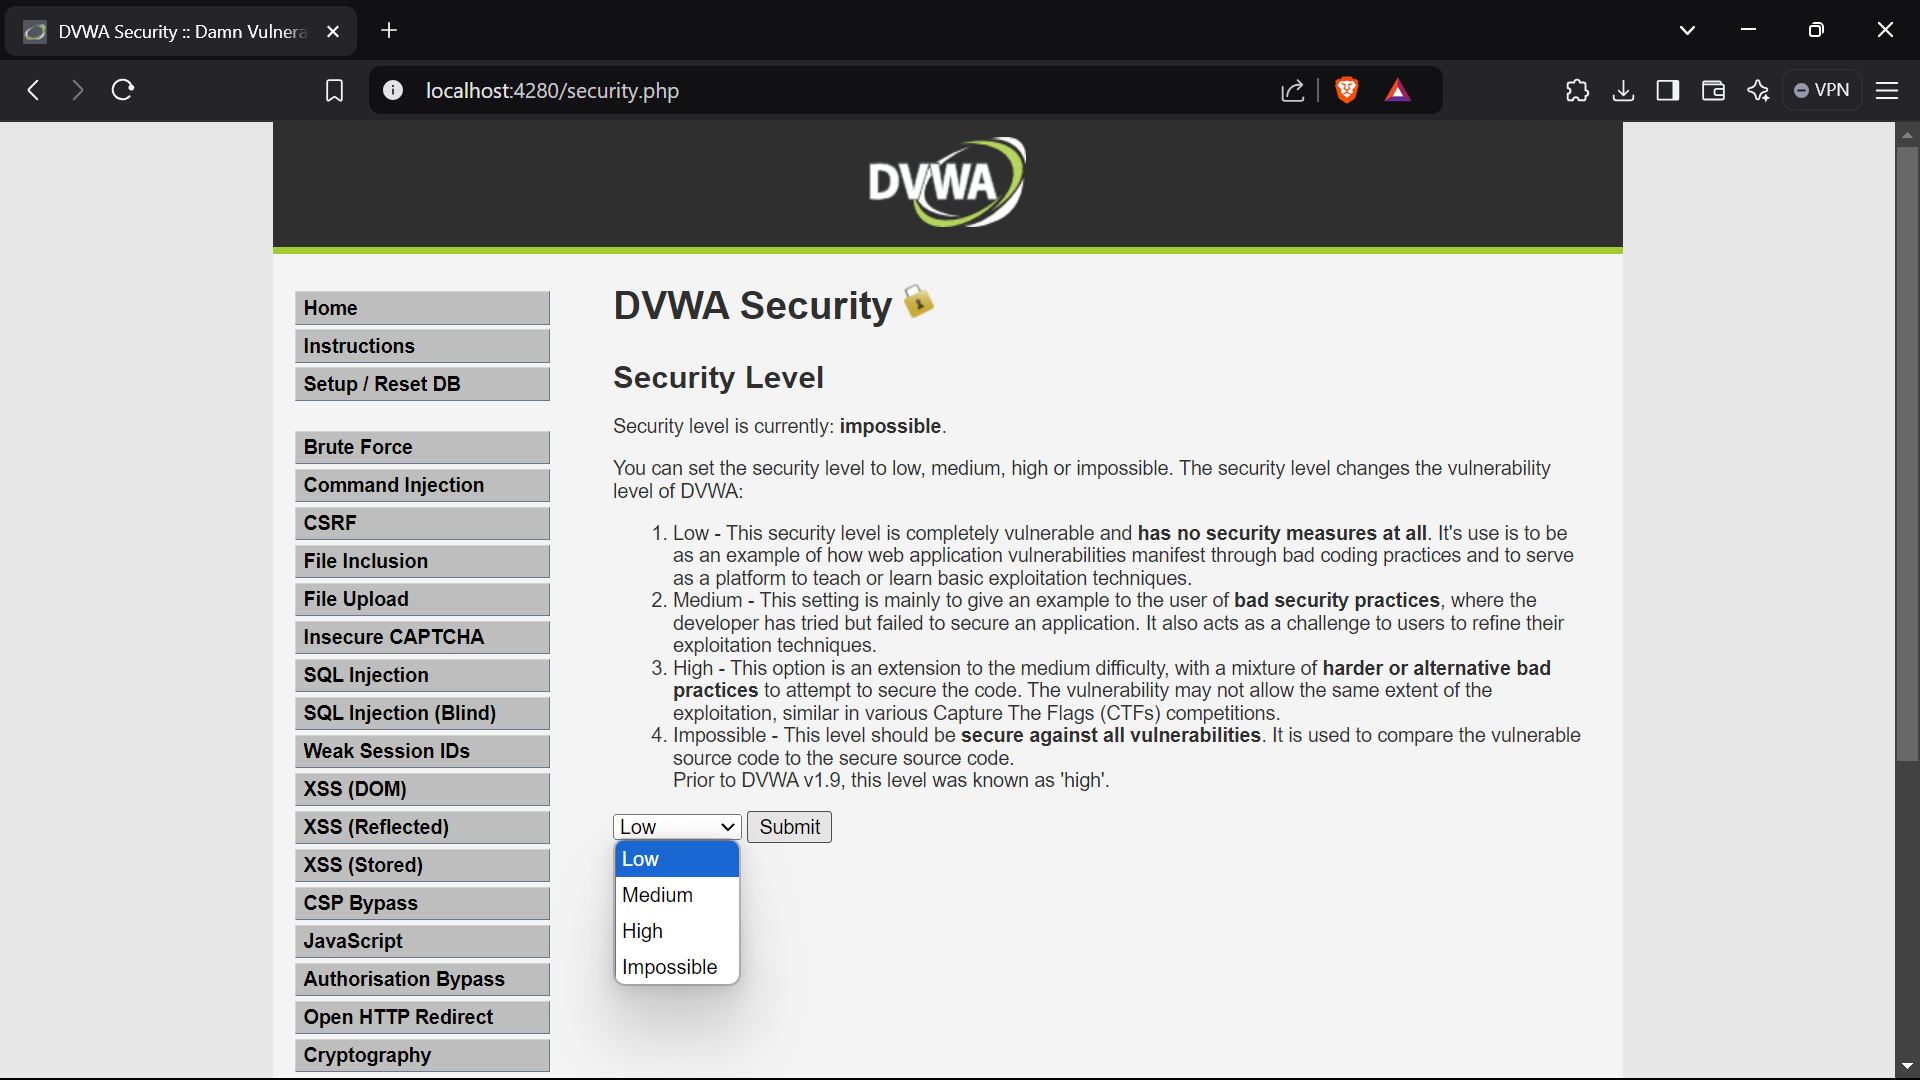 DVWA Security :: Damn Vulnera
localhost:4280/security.php
VPN
DVWA
Home
Instructions
Setup / Reset DB
Brute Force
Command Injection
CSRF
File Inclusion
File Upload
Insecure CAPTCHA
SQL Injection
SQL Injection (Blind)
Weak Session IDs
XSS (DOM)
XSS (Reflected)
XSS (Stored)
CSP Bypass
JavaScript
Authorisation Bypass
Open HTTP Redirect
Cryptography
DVWA Security
Security Level
Security level is currently: impossible.
You can set the security level to low, medium, high or impossible. The security level changes the vulnerability
level of DVWA:
1. Low - This security level is completely vulnerable and has no security measures at all. It's use is to be
as an example of how web application vulnerabilities manifest through bad coding practices and to serve
as a platform to teach or learn basic exploitation techniques.
2. Medium - This setting is mainly to give an example to the user of bad security practices, where the
developer has tried but failed to secure an application. It also acts as a challenge to users to refine their
exploitation techniques.
3. High - This option is an extension to the medium difficulty, with a mixture of harder or alternative bad
practices to attempt to secure the code. The vulnerability may not allow the same extent of the
exploitation, similar in various Capture The Flags (CTFs) competitions.
4. Impossible - This level should be secure against all vulnerabilities. It is used to compare the vulnerable
source code to the secure source code.
Prior to DVWA v1.9, this level was known as 'high'.
Low Submit
Low
Medium
High
Impossible